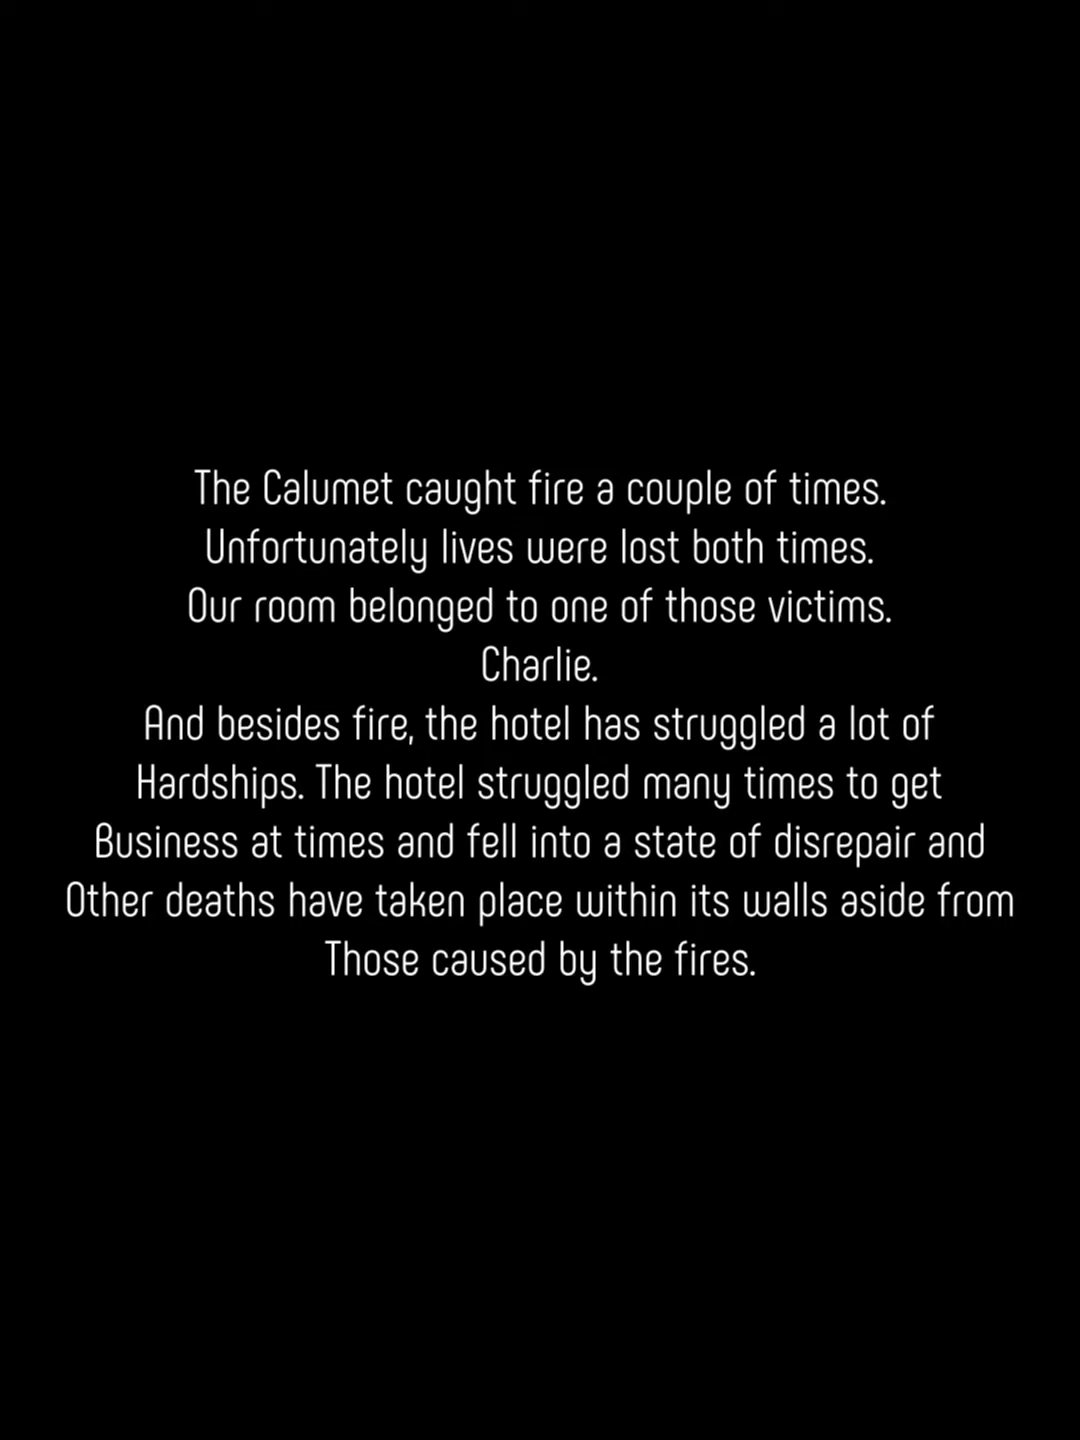 The Calumet caught fire a couple of times.
Unfortunately lives were lost both times.
Our room belonged to one of those victims.
Charlie.
And besides fire, the hotel has struggled a lot of
Hardships. The hotel struggled many times to get
Business at times and fell into a state of disrepair and
Other deaths have taken place within its walls aside from
Those caused by the fires.